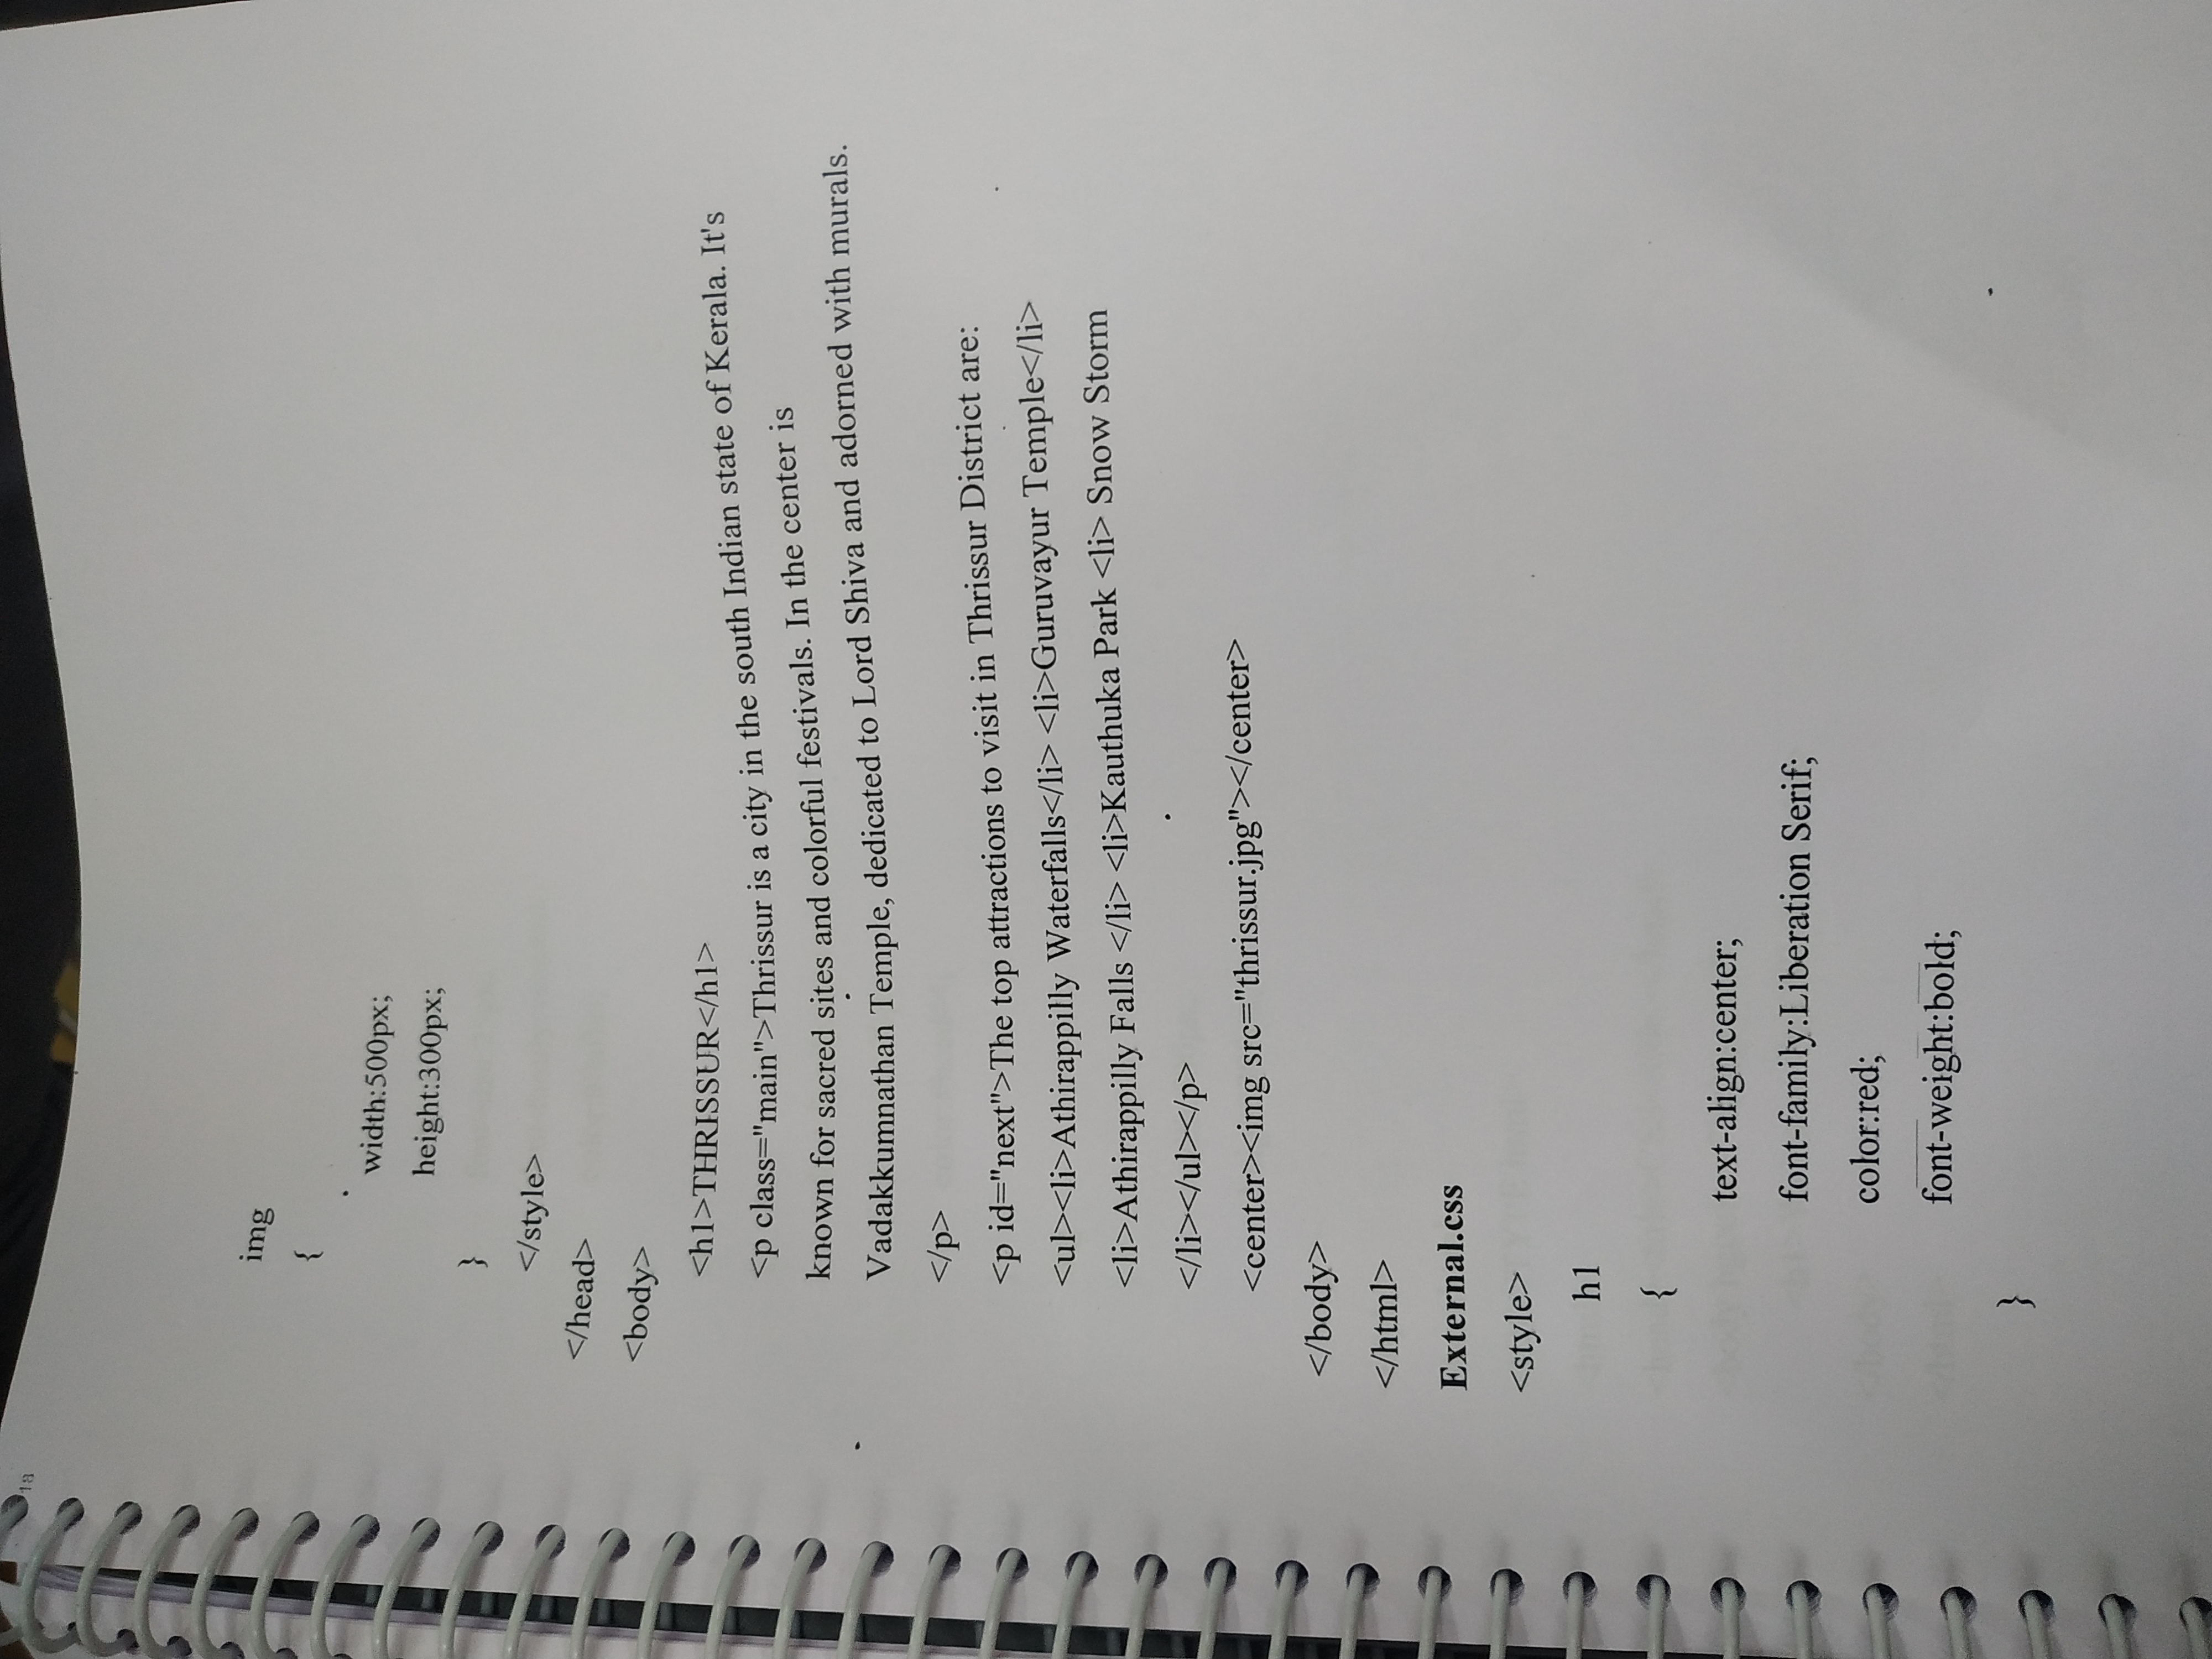 18
img
{
width:500px;
height:300px;
}
</style>
</head>
<body>
<h1>THRISSUR</h1>
<p class="main">Thrissur is a city in the south Indian state of Kerala. It's
known for sacred sites and colorful festivals. In the center is
Vadakkumnathan Temple, dedicated to Lord Shiva and adorned with murals.
</p>
<p id="next">The top attractions to visit in Thrissur District are:
<ul><li>Athirappilly Waterfalls</li> <li>Guruvayur Temple</li>
<li>Athirappilly Falls </li> <li>Kauthuka Park <li> Snow Storm
</li></ul></p>
<center><img src="thrissur.jpg"></center>
</body>
</html>
External.css
<style>
h1
{
text-align:center;
font-family:Liberation Serif;
color:red;
font-weight:bold;
}